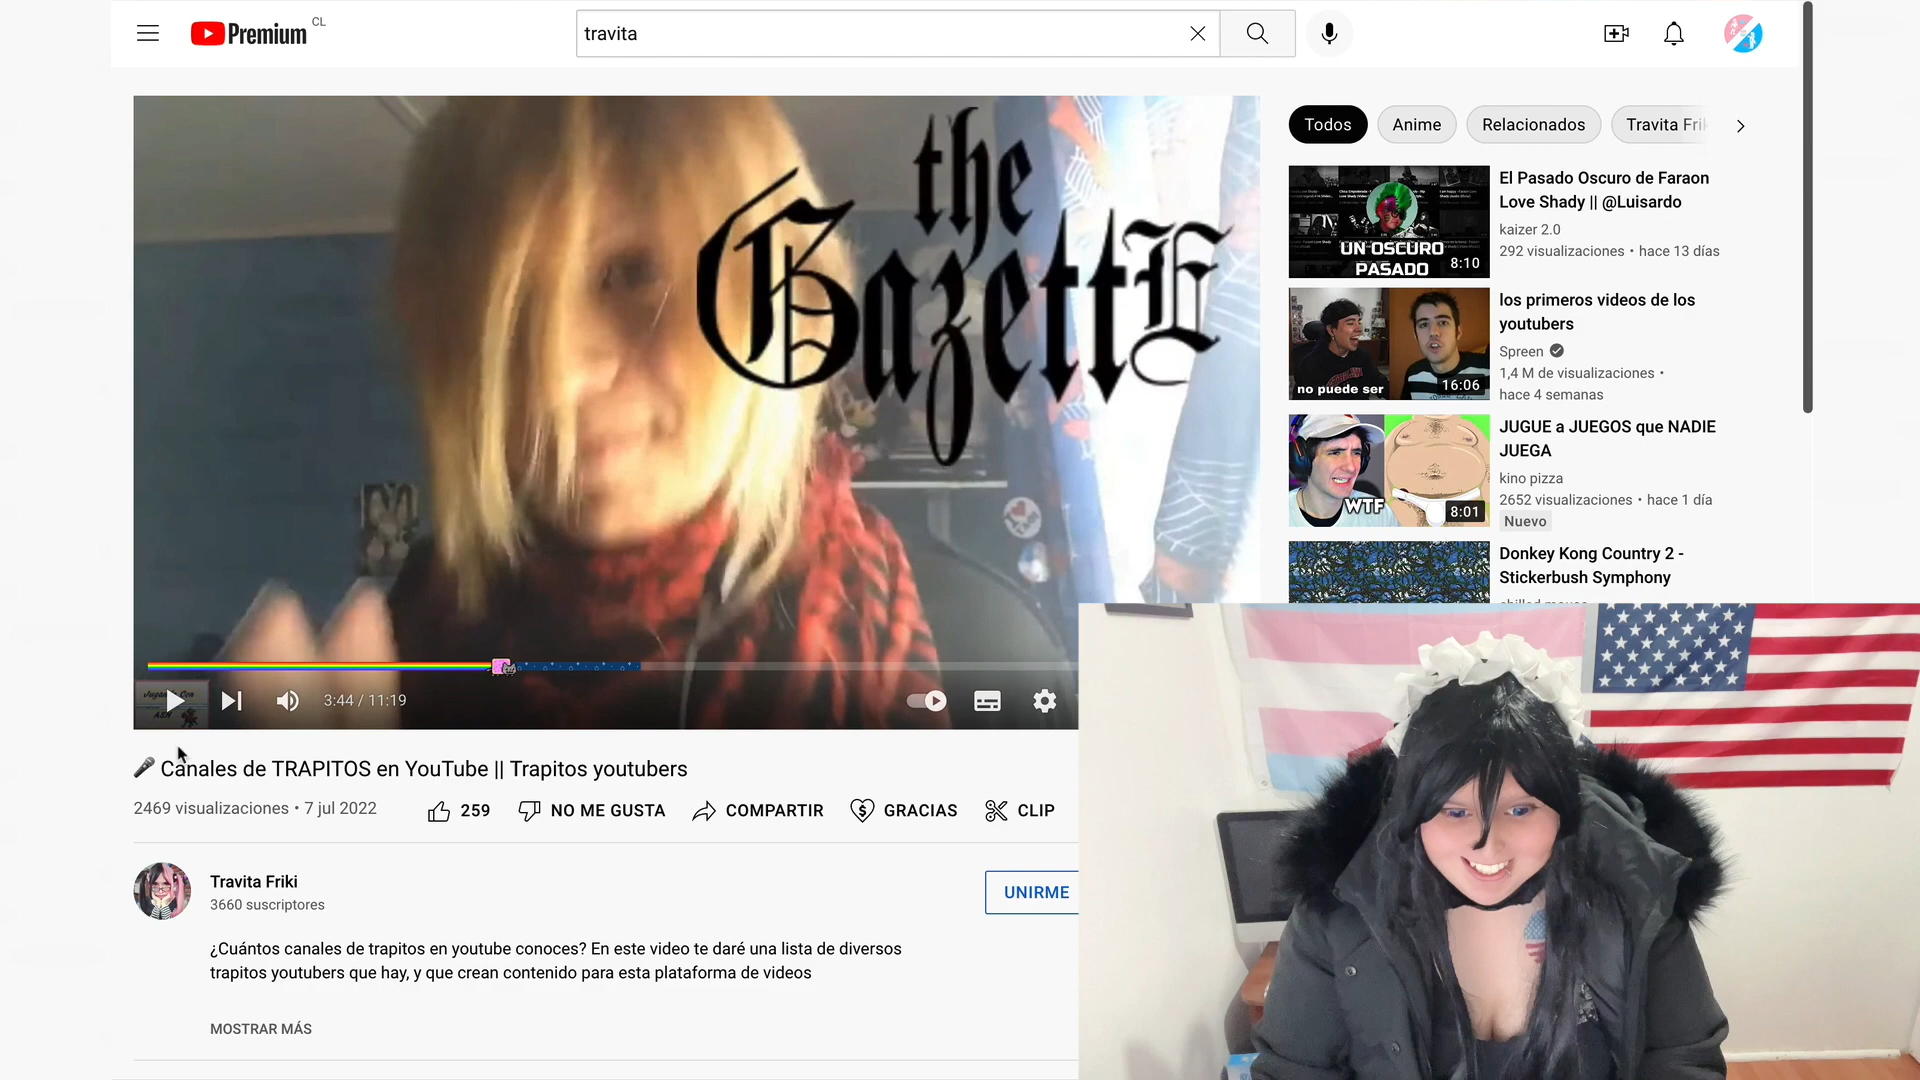 Premium CL
travita
the
GazettE
3:44 / 11:19
🎤 Canales de TRAPITOS en YouTube || Trapitos youtubers
2469 visualizaciones • 7 jul 2022
259
NO ME GUSTA
COMPARTIR
GRACIAS
CLIP
Travita Friki
3660 suscriptores
UNIRME
¿Cuántos canales de trapitos en youtube conoces? En este video te daré una lista de diversos
trapitos youtubers que hay, y que crean contenido para esta plataforma de videos
MOSTRAR MÁS
Todos
Anime
Relacionados
Travita Fri
UN OSCURO
PASADO
8:10
El Pasado Oscuro de Faraon
Love Shady || @Luisardo
kaizer 2.0
292 visualizaciones • hace 13 días
no puede ser
16:06
los primeros videos de los
youtubers
Spreen
1,4 M de visualizaciones •
hace 4 semanas
WTF
8:01
JUGUE a JUEGOS que NADIE
JUEGA
kino pizza
2652 visualizaciones • hace 1 día
Nuevo
Donkey Kong Country 2 -
Stickerbush Symphony